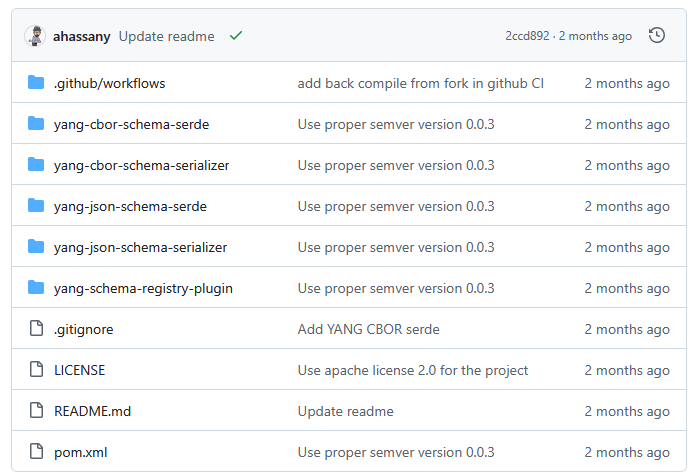 ahassany Update readme 2ccd892 · 2 months ago
.github/workflows add back compile from fork in github CI 2 months ago
yang-cbor-schema-serde Use proper semver version 0.0.3 2 months ago
yang-cbor-schema-serializer Use proper semver version 0.0.3 2 months ago
yang-json-schema-serde Use proper semver version 0.0.3 2 months ago
yang-json-schema-serializer Use proper semver version 0.0.3 2 months ago
yang-schema-registry-plugin Use proper semver version 0.0.3 2 months ago
.gitignore Add YANG CBOR serde 2 months ago
LICENSE Use apache license 2.0 for the project 2 months ago
README.md Update readme 2 months ago
pom.xml Use proper semver version 0.0.3 2 months ago